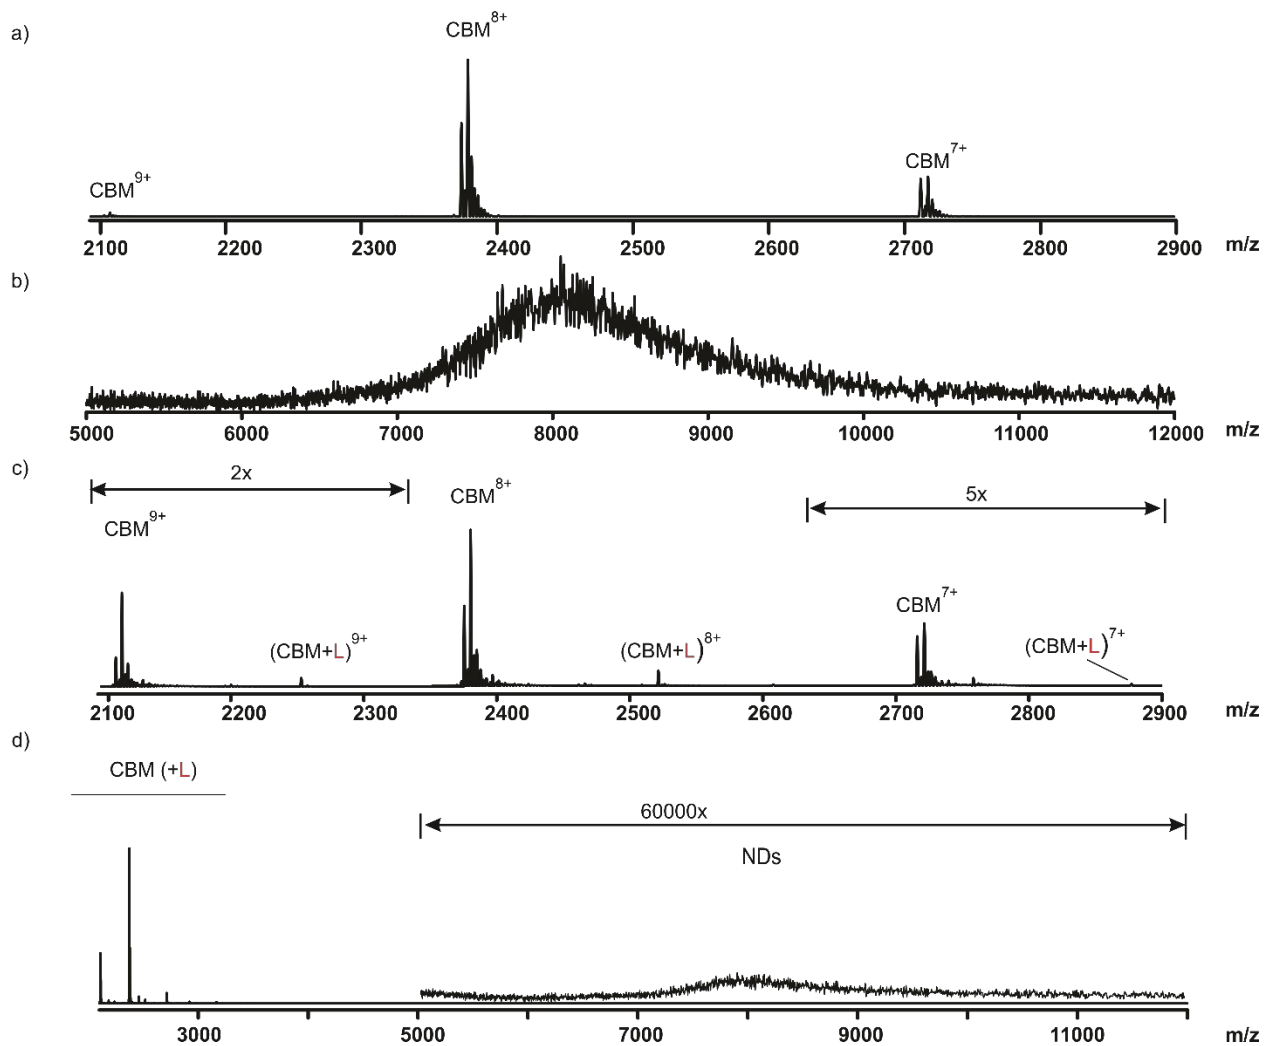 a)
CBM8+
CBM9+
CBM7+
2100 2200 2300 2400 2500 2600 2700 2800 2900 m/z
b)
5000 6000 7000 8000 9000 10000 11000 12000 m/z
c)
2x
CBM8+
5x
CBM9+
CBM7+
(CBM+L)9+
(CBM+L)8+
(CBM+L)7+
2100 2200 2300 2400 2500 2600 2700 2800 2900 m/z
d)
CBM (+L)
60000x
NDs
3000 5000 7000 9000 11000 m/z